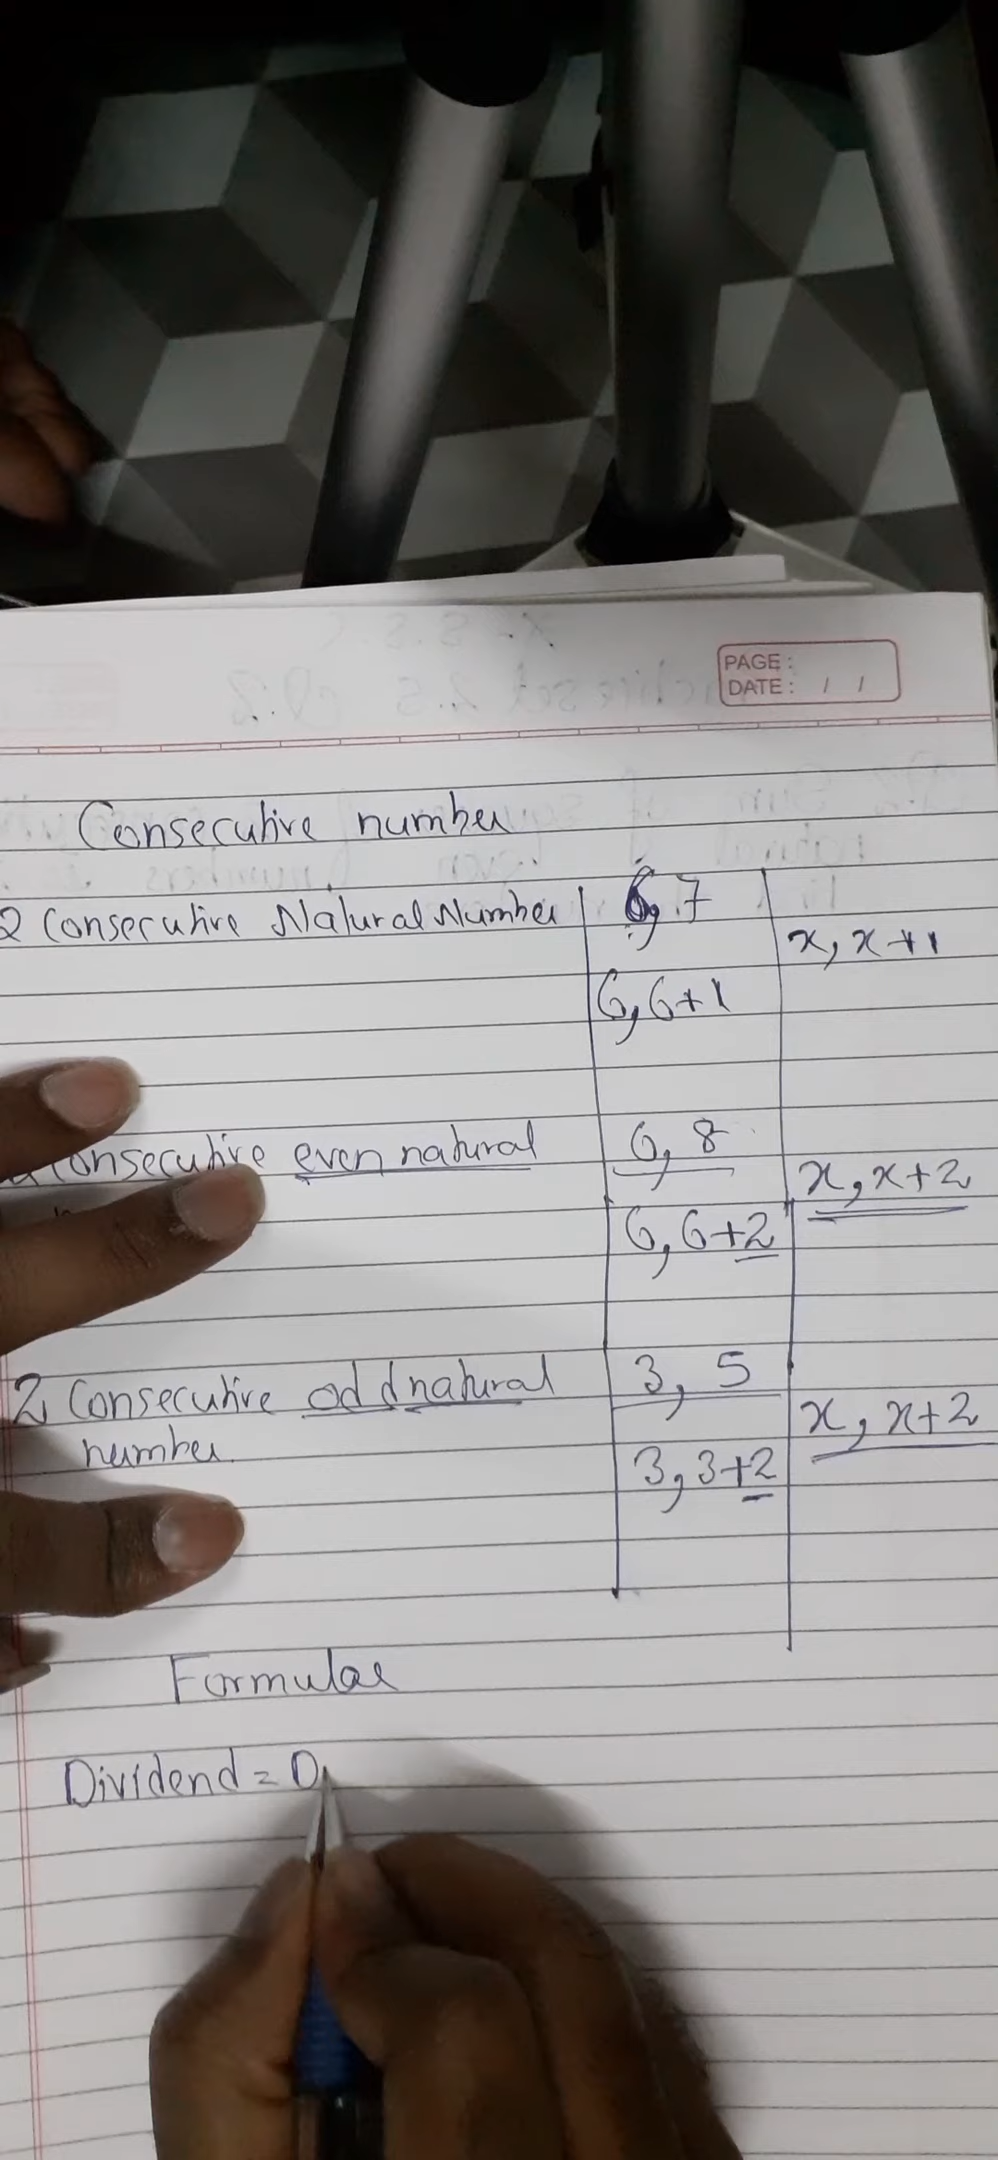 PAGE :
DATE : / /
Consecutive number
2 Consecutive Natural Number 6, 7
x, x+1
6, 6+1
Consecutive even natural 6, 8
x, x+2
6, 6+2
2 Consecutive odd natural 3, 5
number x, x+2
3, 3+2
Formulae
Dividend = D